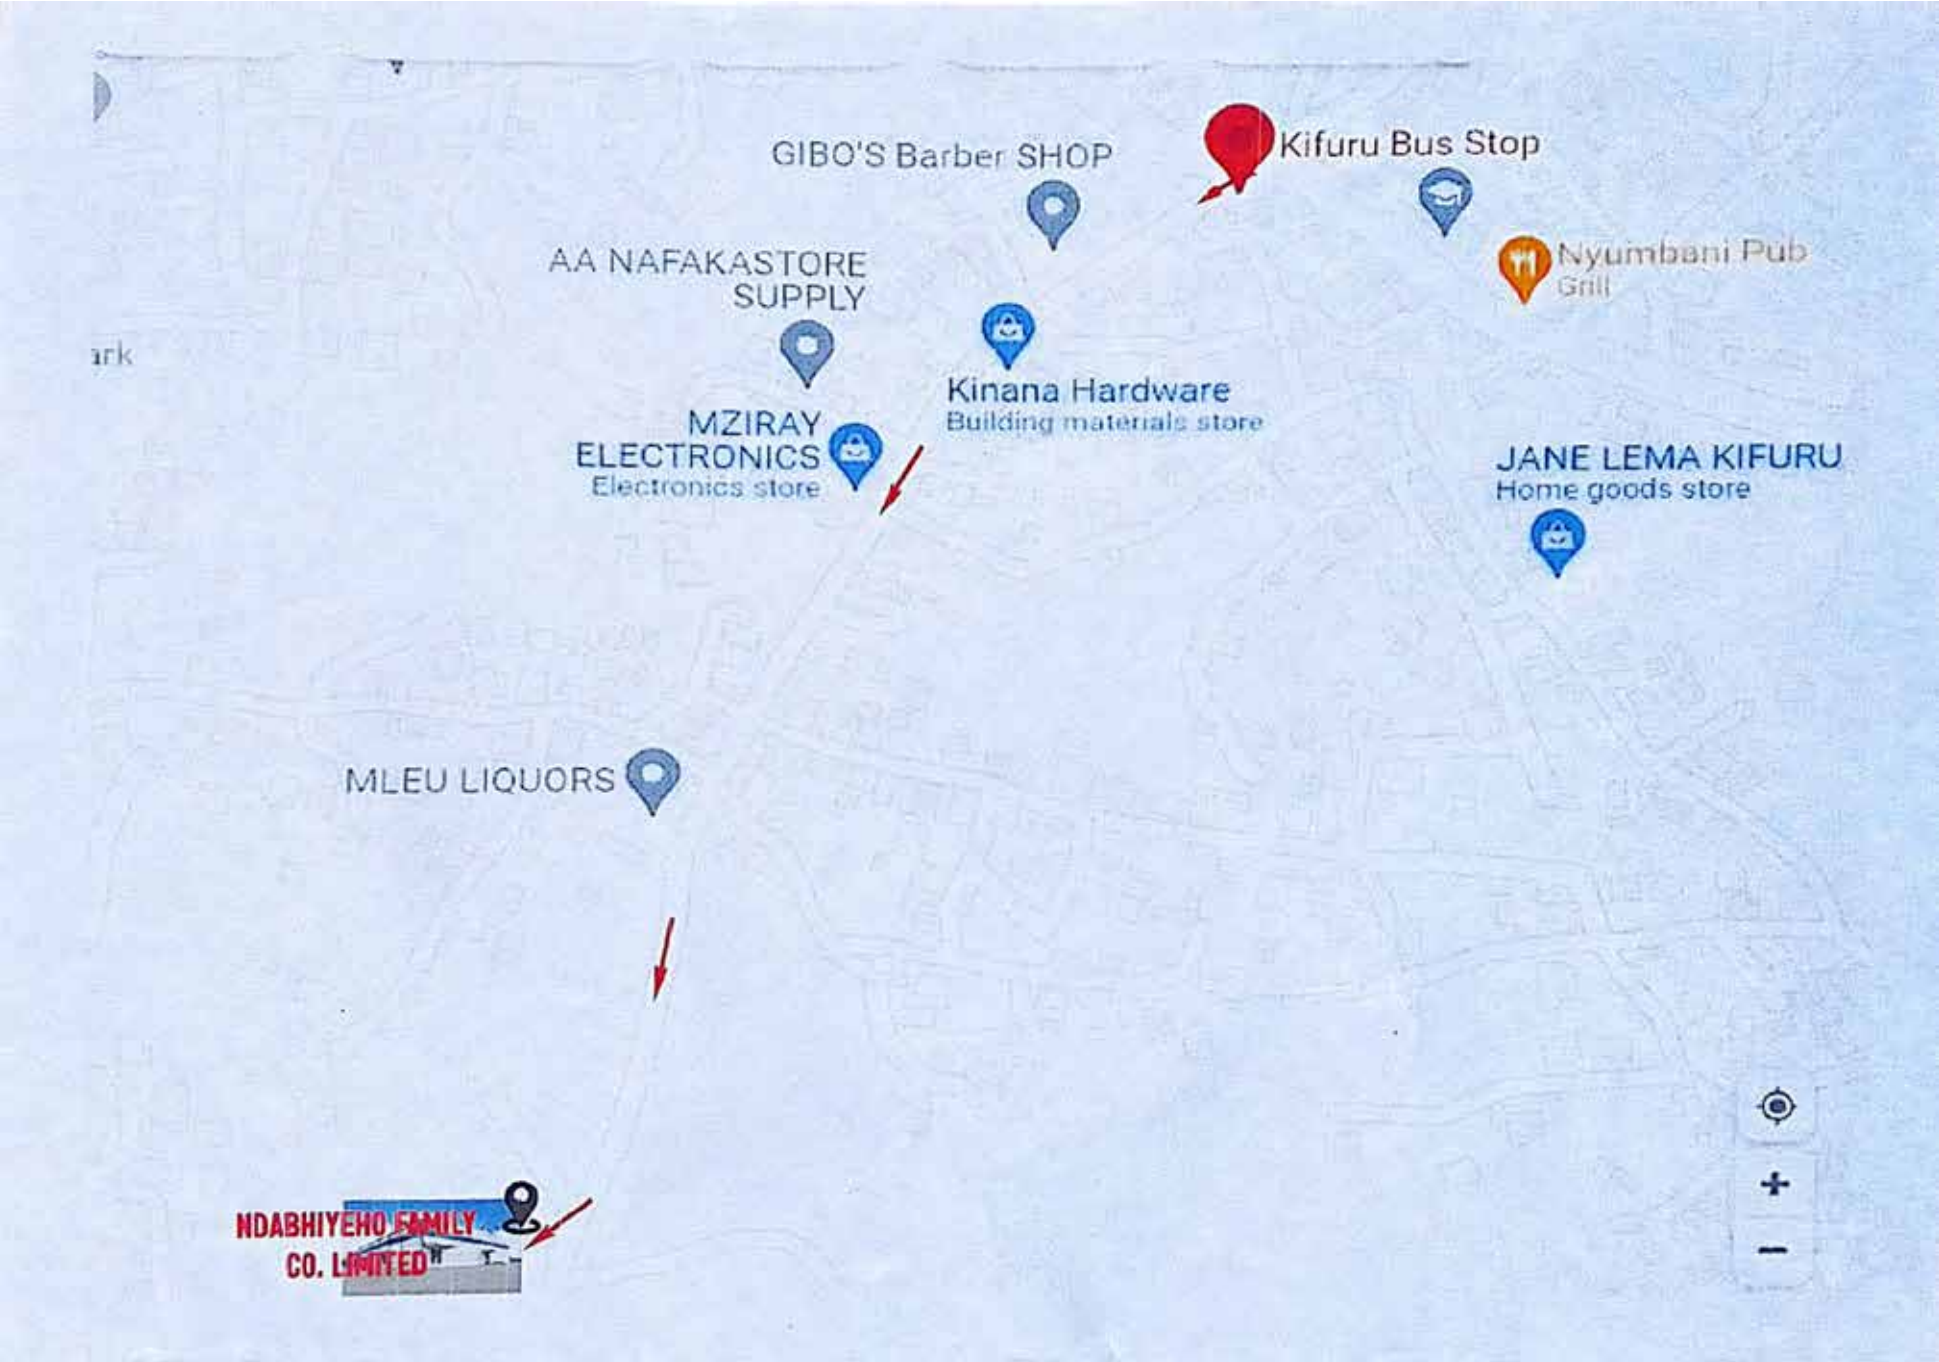 GIBO'S Barber SHOP
Kifuru Bus Stop
AA NAFAKASTORE
SUPPLY
Nyumbani Pub
Grill
ark
Kinana Hardware
Building materials store
MZIRAY
ELECTRONICS
Electronics store
JANE LEMA KIFURU
Home goods store
MLEU LIQUORS
NDABHIYEHO FAMILY
CO. LIMITED